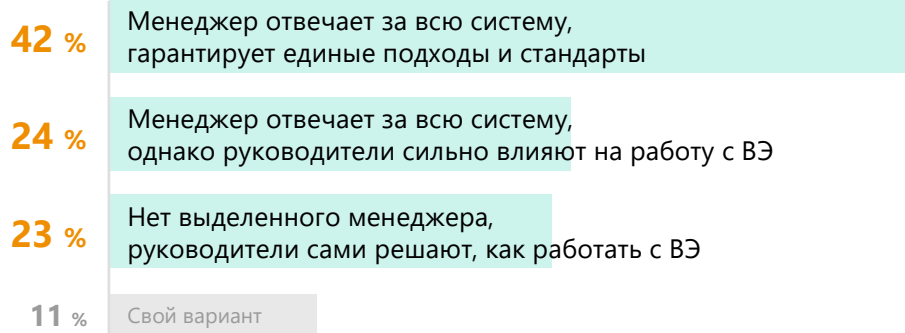 42 %
Менеджер отвечает за всю систему,
гарантирует единые подходы и стандарты
24 %
Менеджер отвечает за всю систему,
однако руководители сильно влияют на работу с ВЭ
23 %
Нет выделенного менеджера,
руководители сами решают, как работать с ВЭ
11 %
Свой вариант